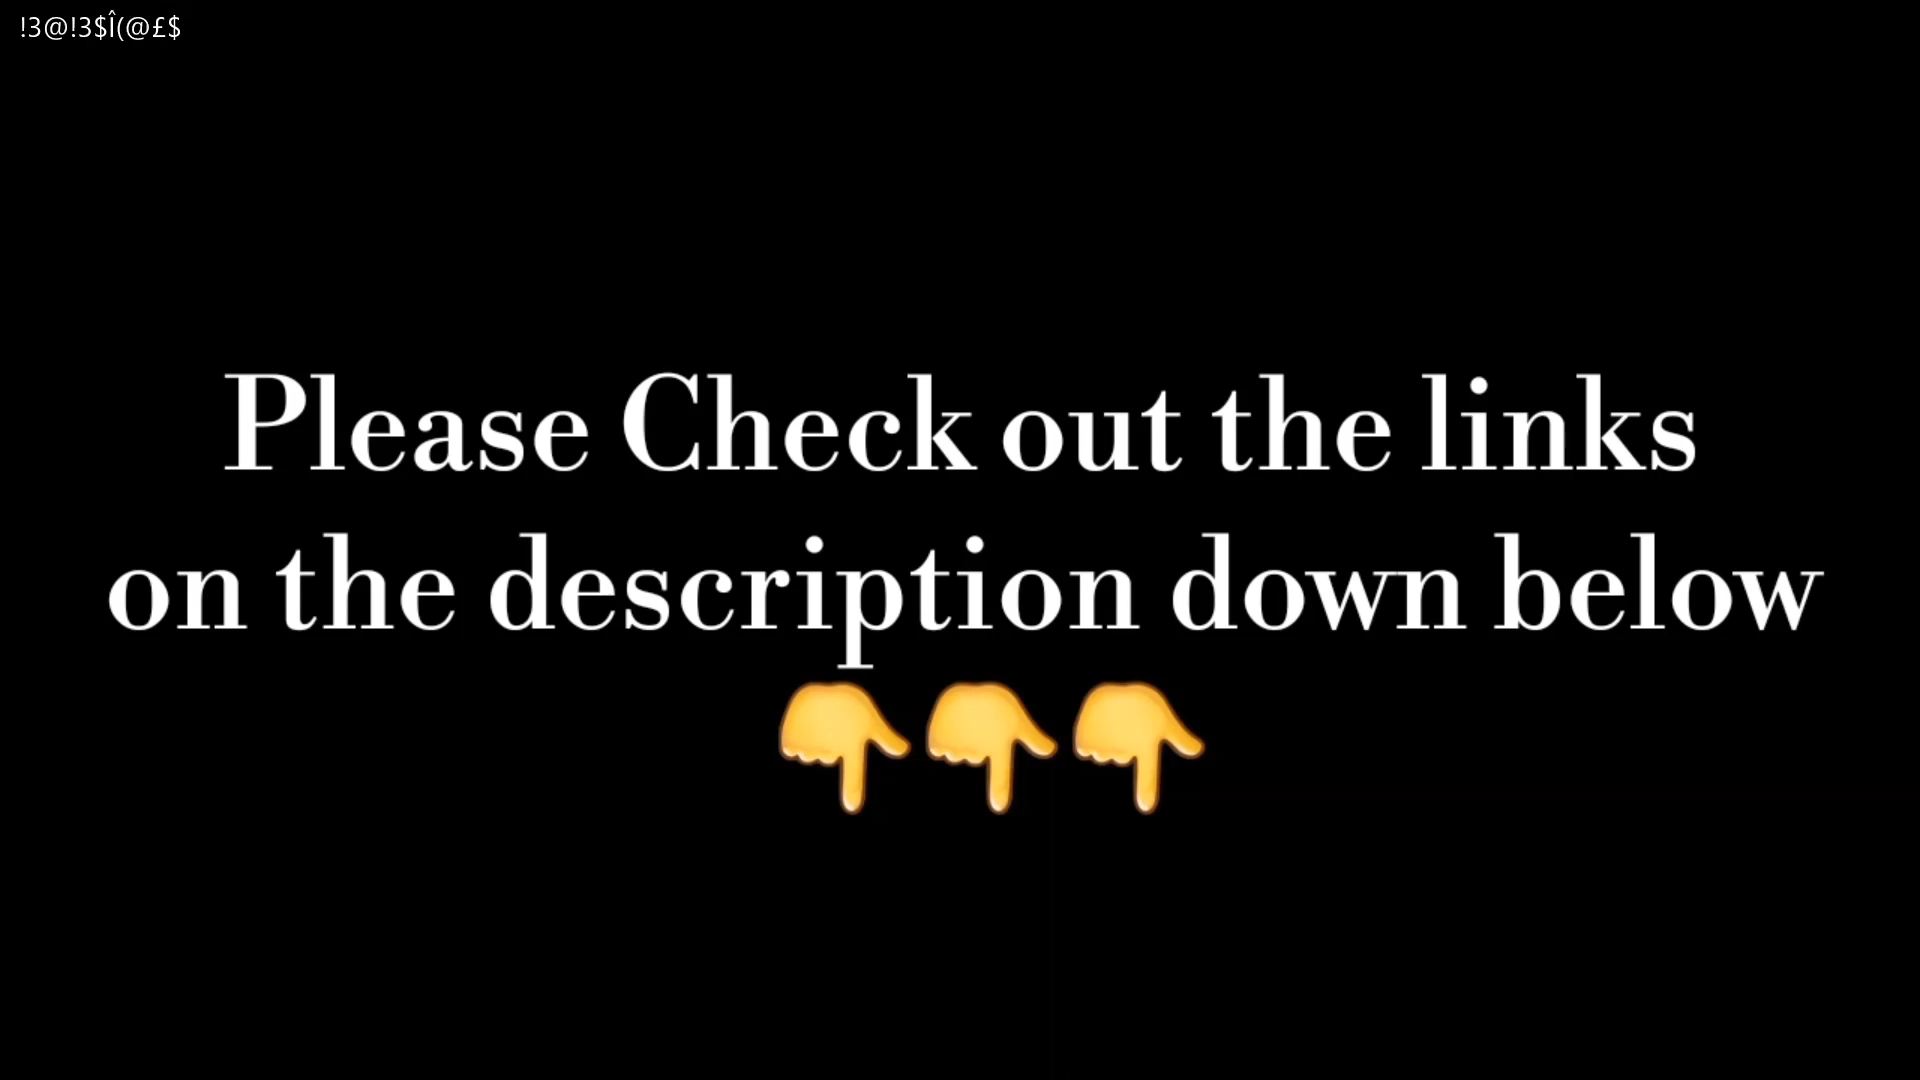 !3@!3$Î(@£$
Please Check out the links
on the description down below
👇👇👇